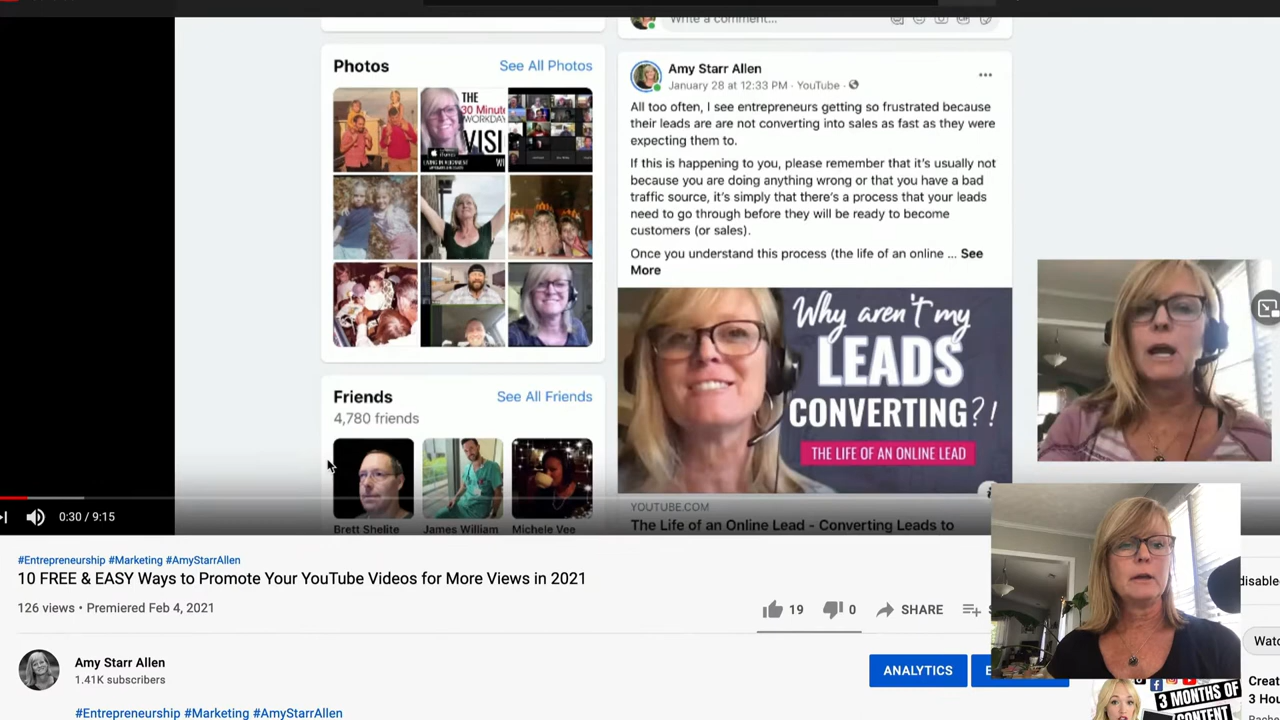 Write a comment...
Photos
See All Photos
THE
30 Minute
WORKDAY
Amy Starr Allen
January 28 at 12:33 PM · YouTube ·
All too often, I see entrepreneurs getting so frustrated because
their leads are are not converting into sales as fast as they were
expecting them to.
If this is happening to you, please remember that it's usually not
because you are doing anything wrong or that you have a bad
traffic source, it's simply that there's a process that your leads
need to go through before they will be ready to become
customers (or sales).
Once you understand this process (the life of an online ... See
More
Why aren't my
LEADS
CONVERTING?!
THE LIFE OF AN ONLINE LEAD
Friends
See All Friends
4,780 friends
Brett Shelite
James William
Michele Vee
YOUTUBE.COM
The Life of an Online Lead - Converting Leads to
0:30 / 9:15
#Entrepreneurship #Marketing #AmyStarrAllen
10 FREE & EASY Ways to Promote Your YouTube Videos for More Views in 2021
126 views • Premiered Feb 4, 2021
19
0
SHARE
Amy Starr Allen
1.41K subscribers
ANALYTICS
#Entrepreneurship #Marketing #AmyStarrAllen
3 MONTHS OF
CONTENT
3 Hou